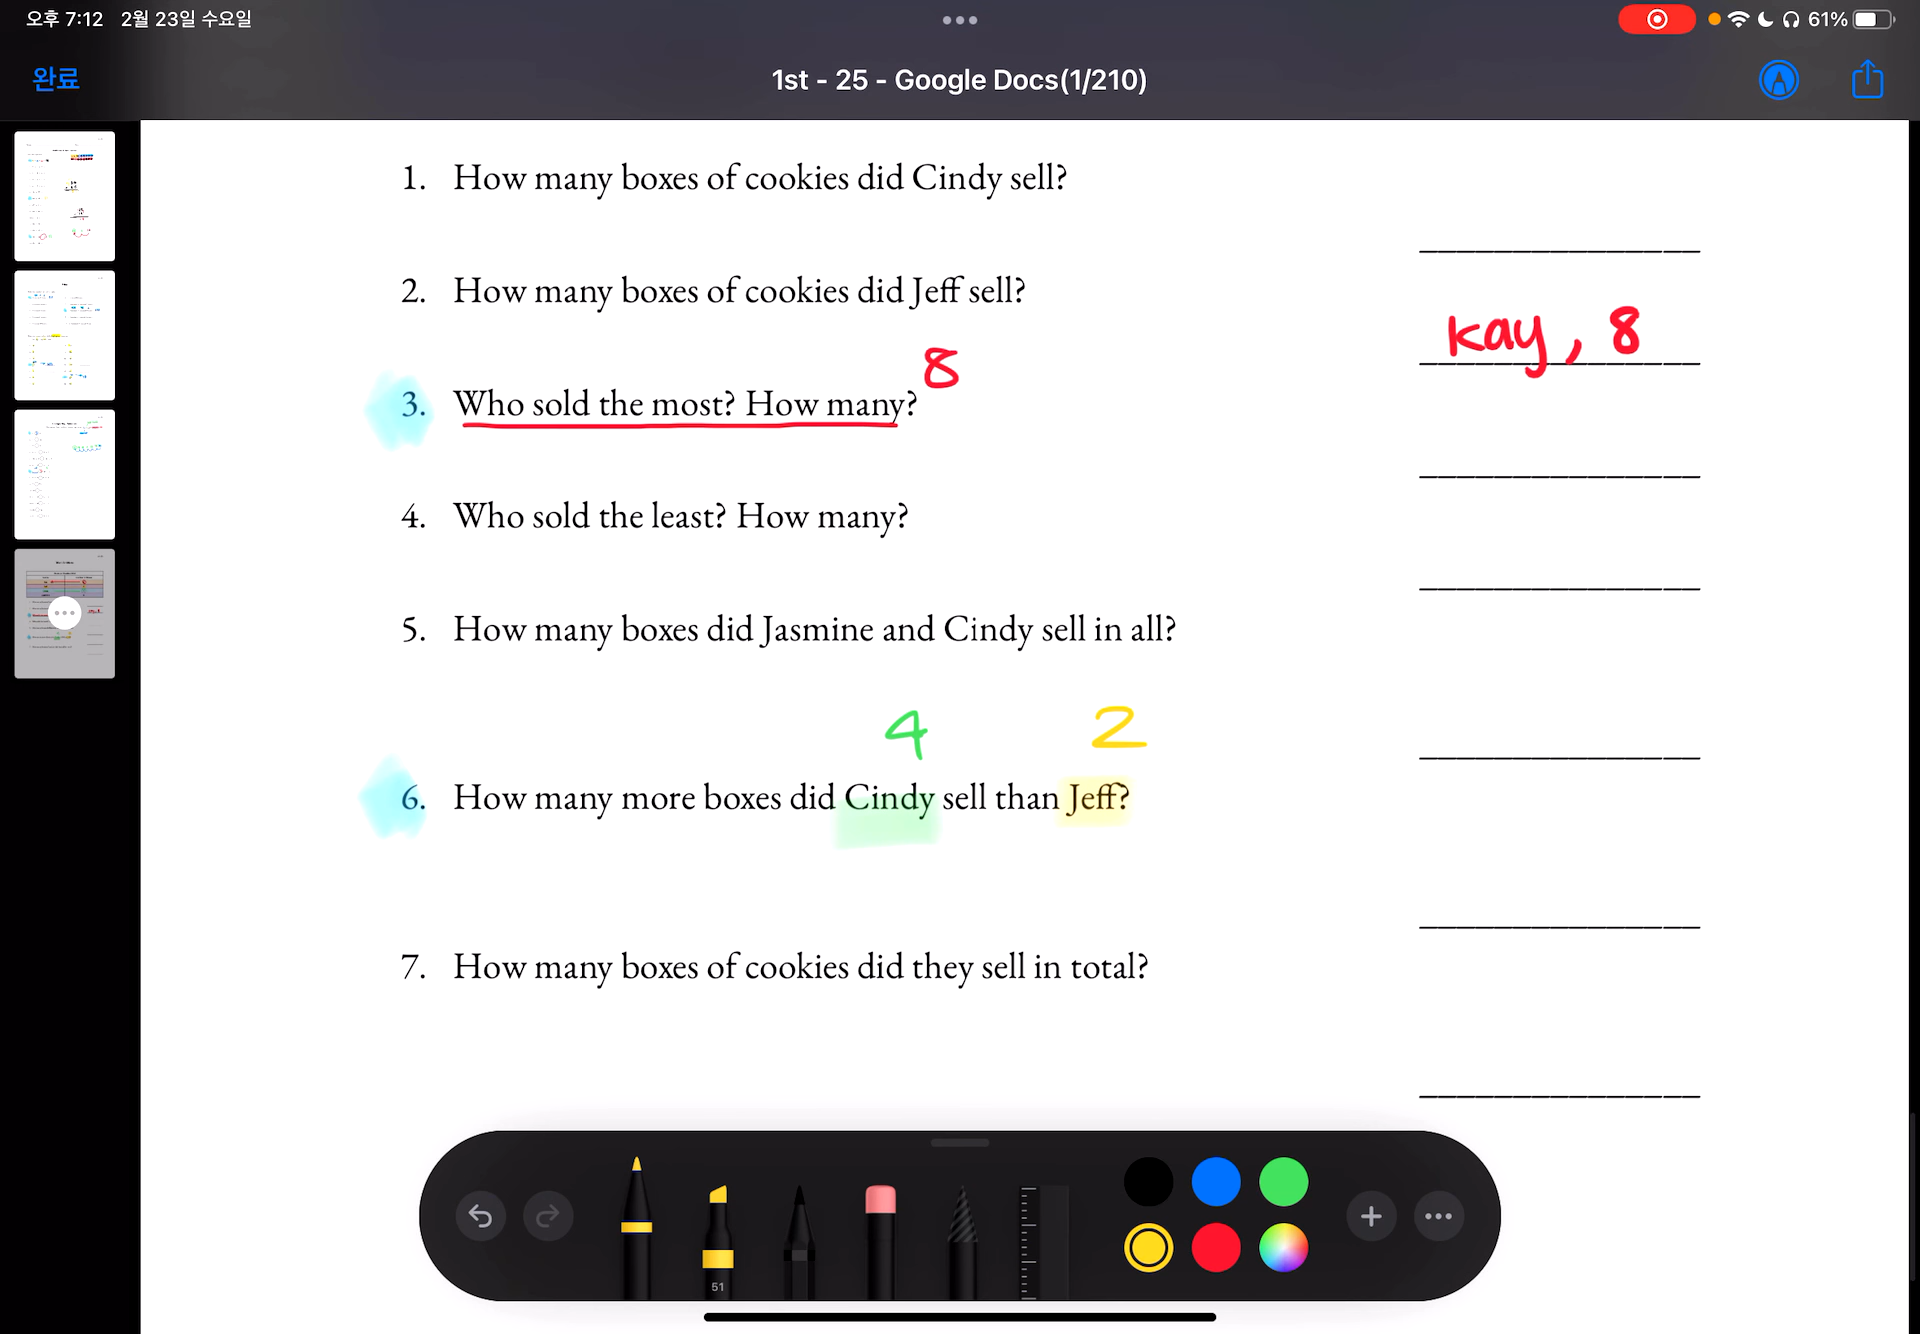 오후 7:12 2월 23일 수요일
61%
완료
1st - 25 - Google Docs(1/210)
1. How many boxes of cookies did Cindy sell?
2. How many boxes of cookies did Jeff sell?
kay, 8
8
3. Who sold the most? How many?
4. Who sold the least? How many?
5. How many boxes did Jasmine and Cindy sell in all?
4 2
6. How many more boxes did Cindy sell than Jeff?
7. How many boxes of cookies did they sell in total?
51